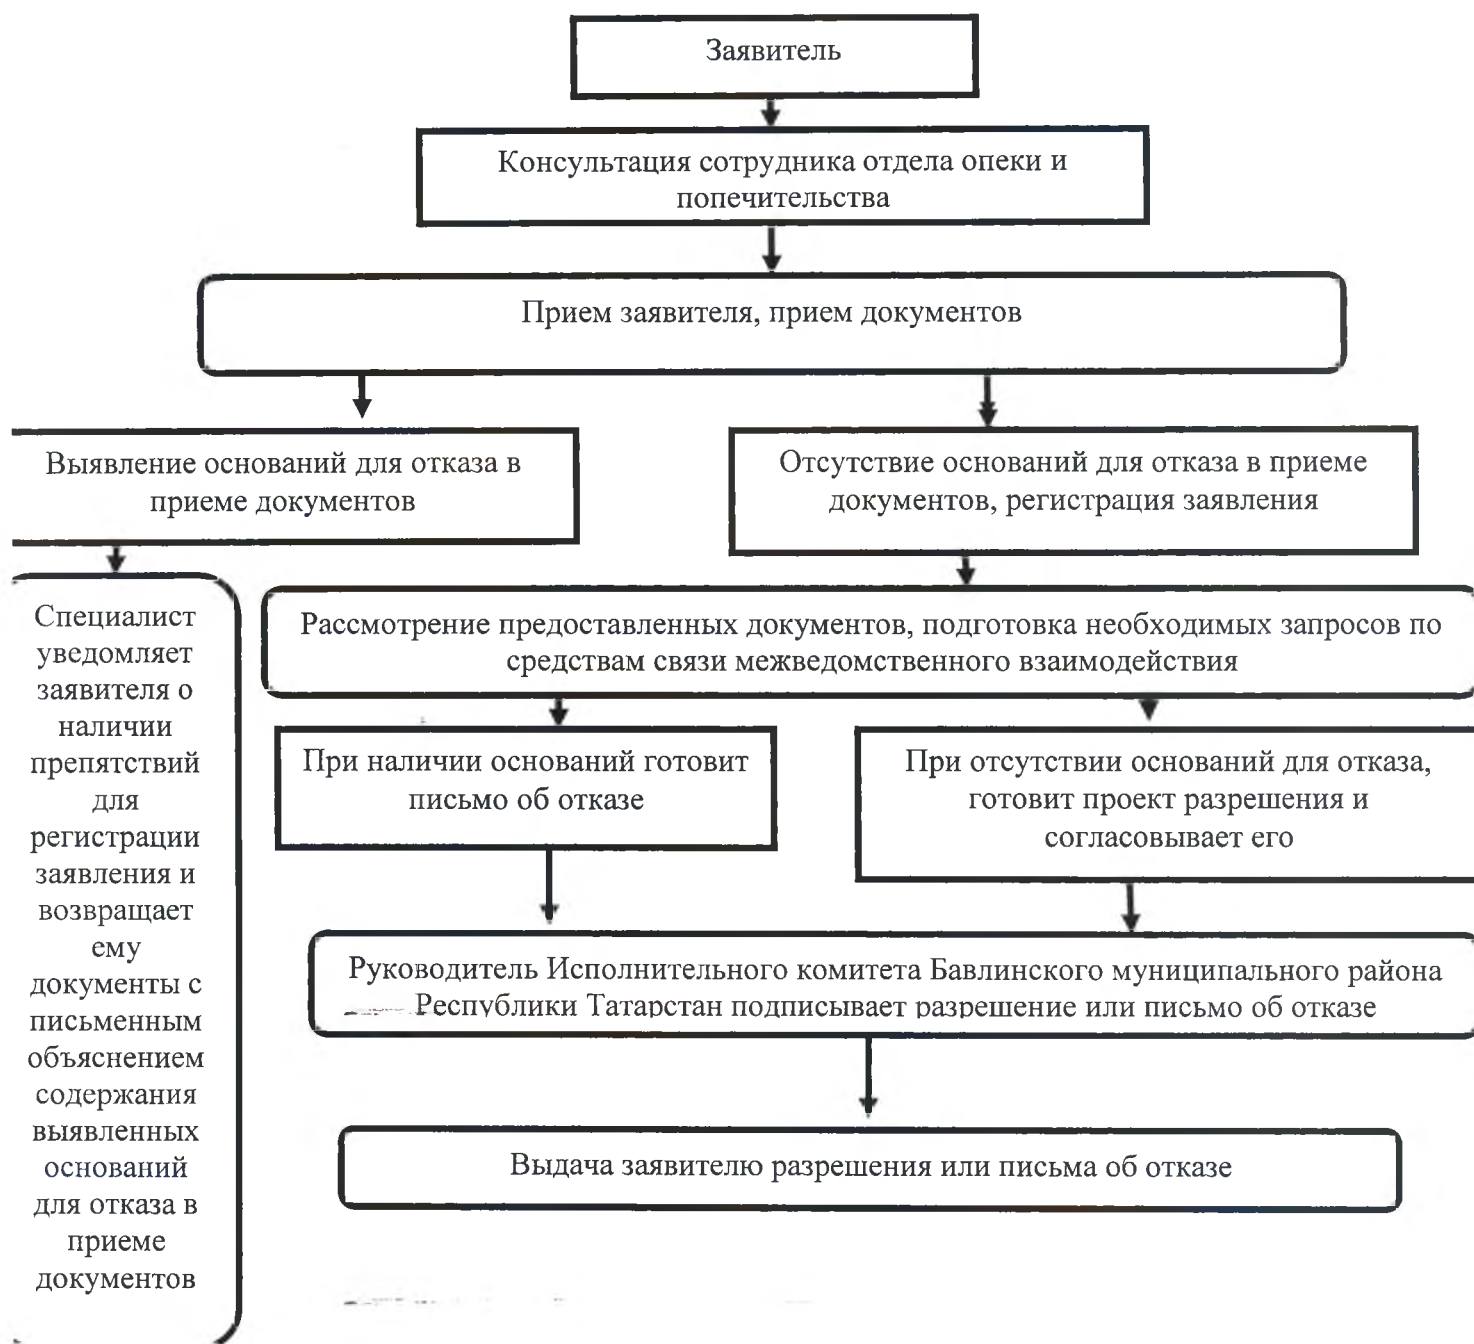 Заявитель
Консультация сотрудника отдела опеки и
попечительства
Прием заявителя, прием документов
Выявление оснований для отказа в
приеме документов
Отсутствие оснований для отказа в приеме
документов, регистрация заявления
Специалист
уведомляет
заявителя о
наличии
препятствий
для
регистрации
заявления и
возвращает
ему
документы с
письменным
объяснением
содержания
выявленных
оснований
для отказа в
приеме
документов
Рассмотрение предоставленных документов, подготовка необходимых запросов по
средствам связи межведомственного взаимодействия
При наличии оснований готовит
письмо об отказе
При отсутствии оснований для отказа,
готовит проект разрешения и
согласовывает его
Руководитель Исполнительного комитета Бавлинского муниципального района
Республики Татарстан подписывает разрешение или письмо об отказе
Выдача заявителю разрешения или письма об отказе